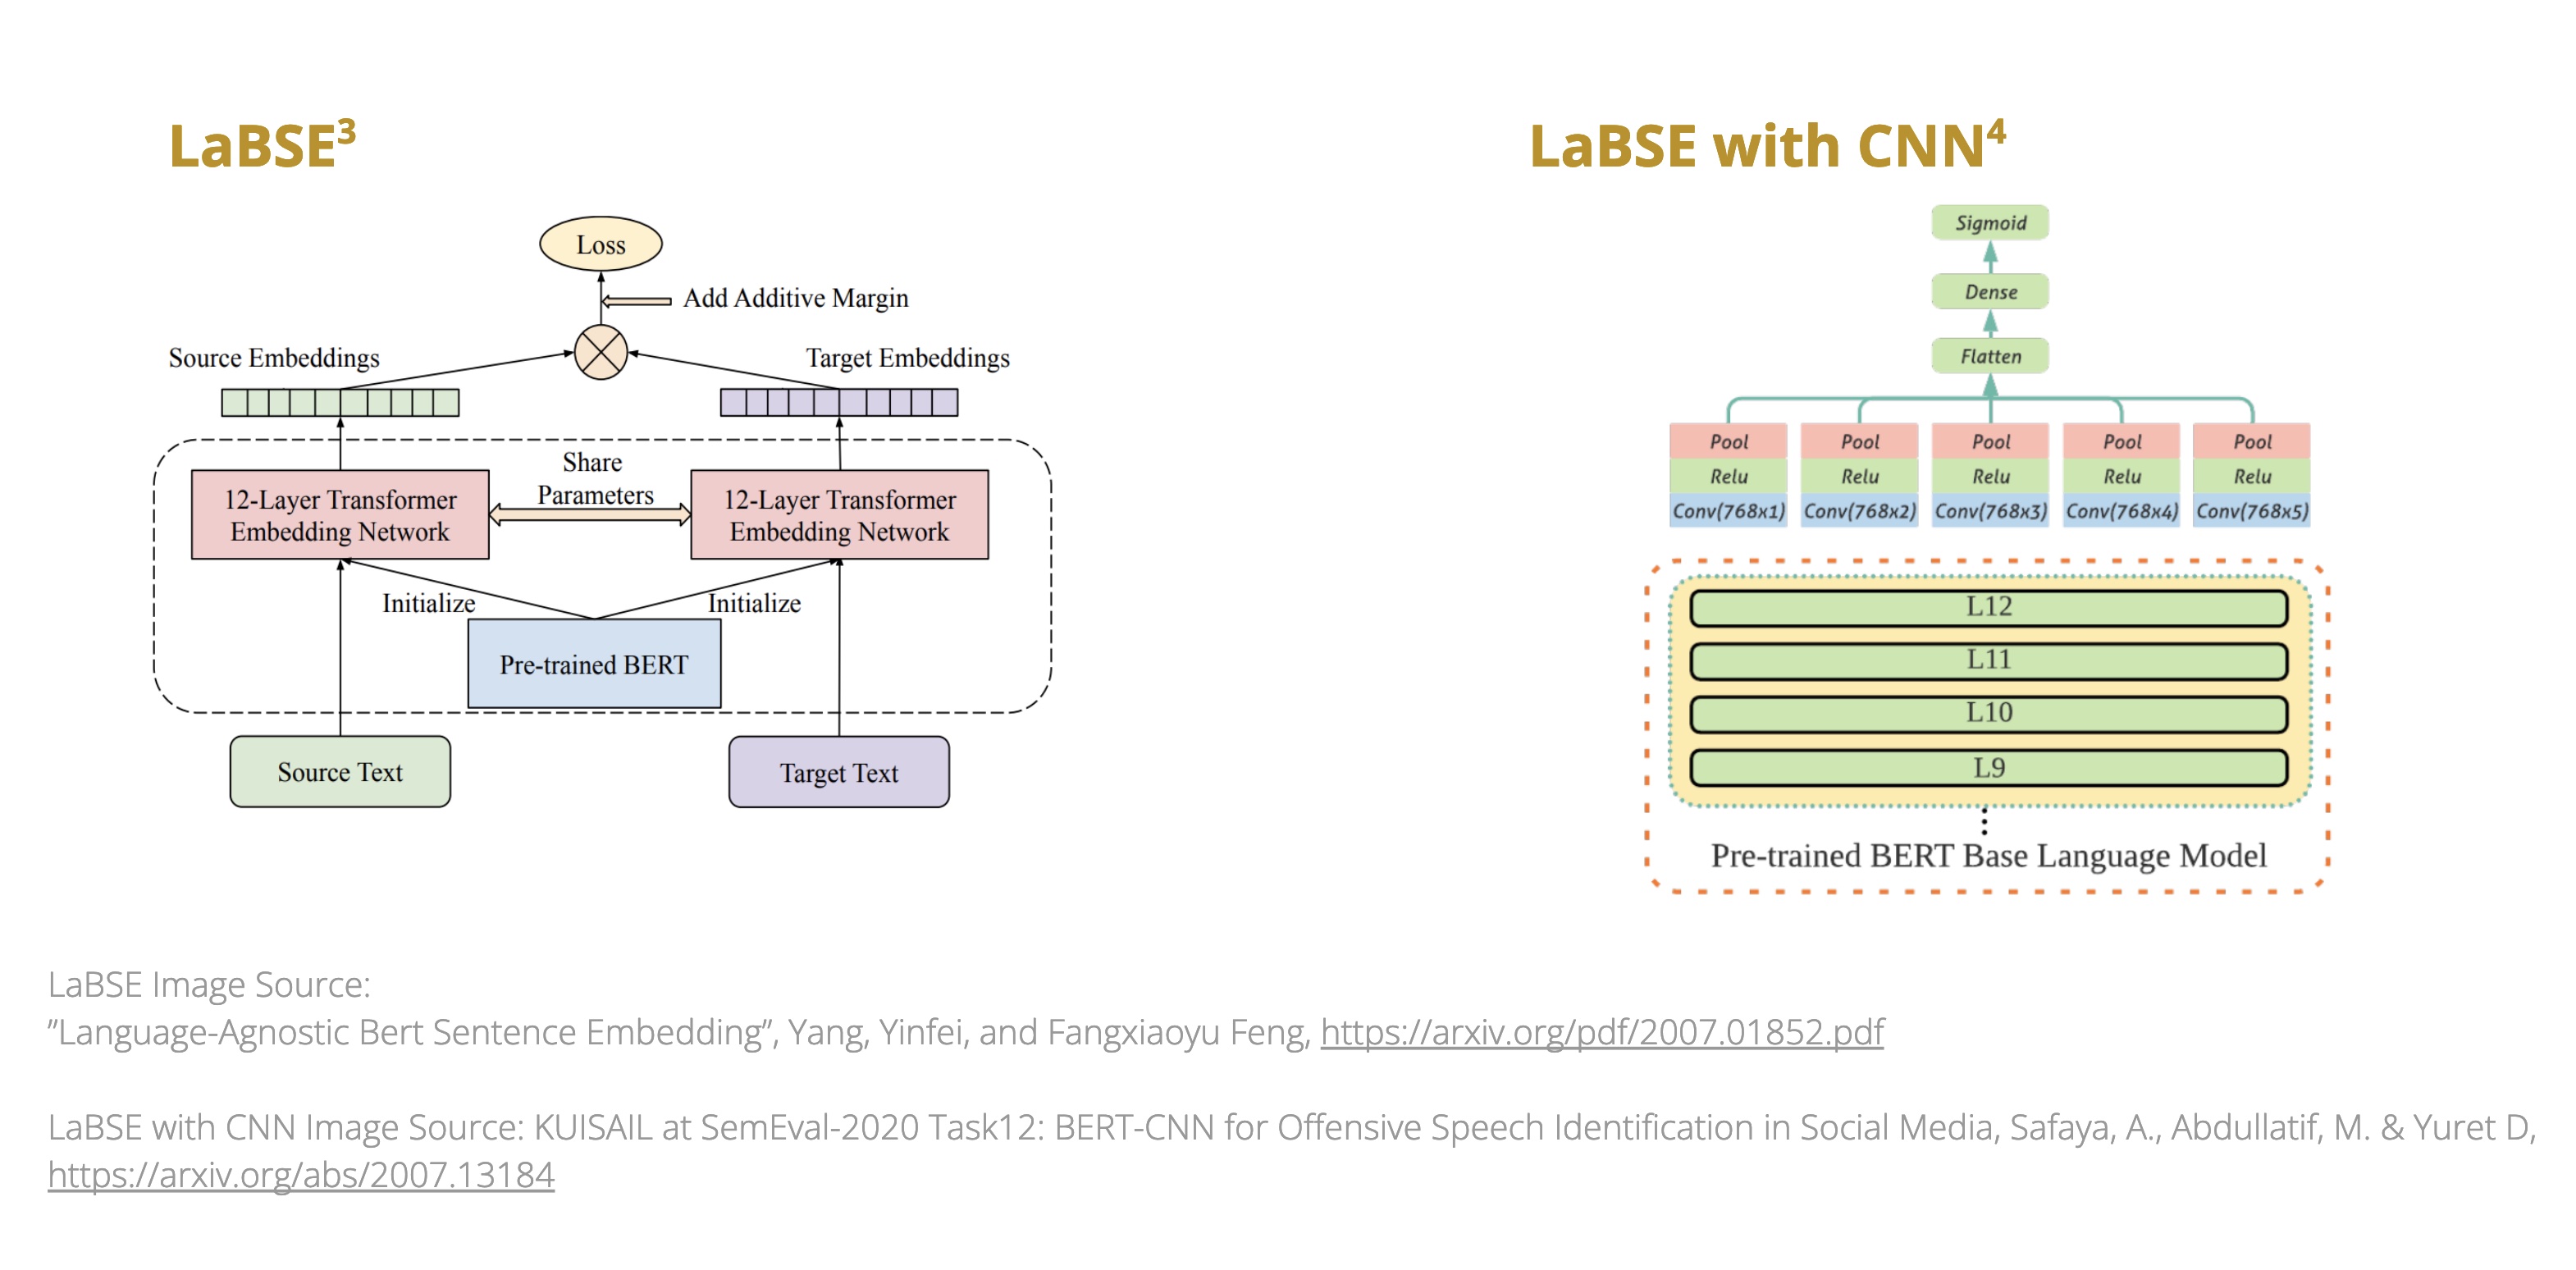 LaBSE³
Loss
Add Additive Margin
Source Embeddings
Target Embeddings
Share
Parameters
12-Layer Transformer
Embedding Network
12-Layer Transformer
Embedding Network
Initialize
Initialize
Pre-trained BERT
Source Text
Target Text
LaBSE with CNN⁴
Sigmoid
Dense
Flatten
Pool
Pool
Pool
Pool
Pool
Relu
Relu
Relu
Relu
Relu
Conv(768x1)
Conv(768x2)
Conv(768x3)
Conv(768x4)
Conv(768x5)
L12
L11
L10
L9
Pre-trained BERT Base Language Model
LaBSE Image Source:
”Language-Agnostic Bert Sentence Embedding”, Yang, Yinfei, and Fangxiaoyu Feng, https://arxiv.org/pdf/2007.01852.pdf
LaBSE with CNN Image Source: KUISAIL at SemEval-2020 Task12: BERT-CNN for Offensive Speech Identification in Social Media, Safaya, A., Abdullatif, M. & Yuret D,
https://arxiv.org/abs/2007.13184